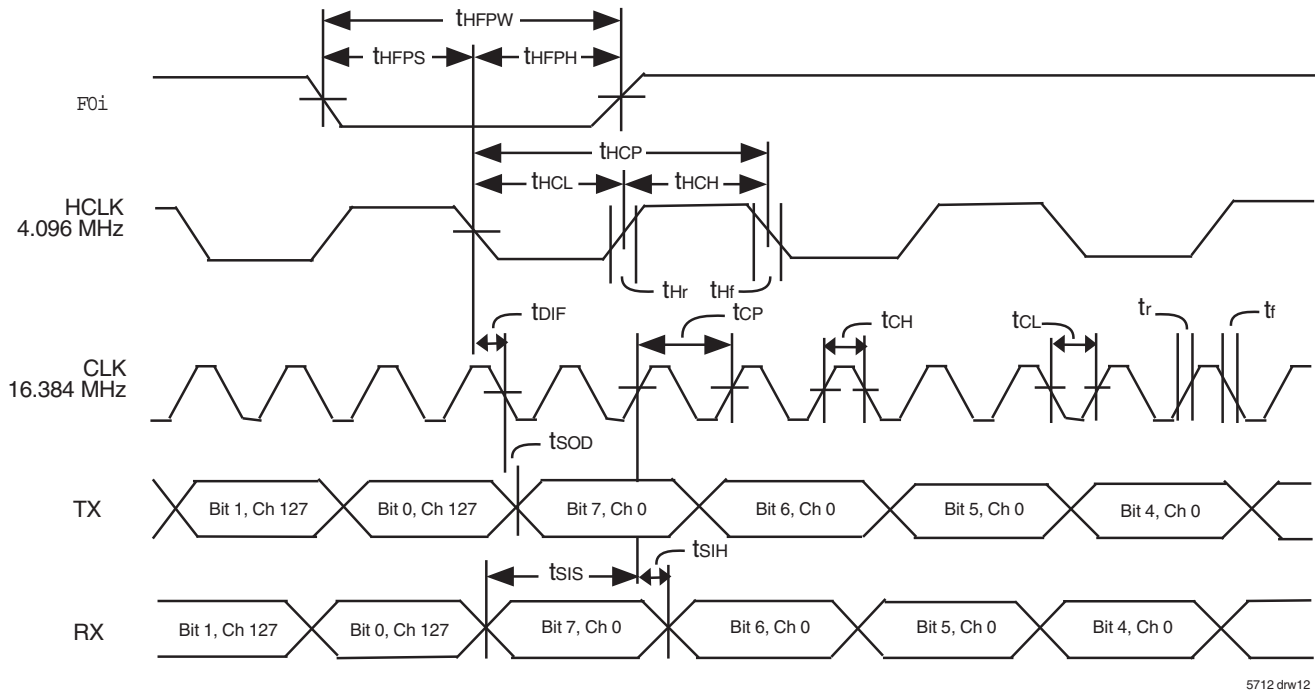 tHFPW
tHFPS
tHFPH
F0i
tHCP
tHCL
tHCH
HCLK
4.096 MHz
tHr
tHf
tDIF
tCP
tCH
tCL
tr
tf
CLK
16.384 MHz
tSOD
TX
Bit 1, Ch 127
Bit 0, Ch 127
Bit 7, Ch 0
Bit 6, Ch 0
Bit 5, Ch 0
Bit 4, Ch 0
tSIS
tSIH
RX
Bit 1, Ch 127
Bit 0, Ch 127
Bit 7, Ch 0
Bit 6, Ch 0
Bit 5, Ch 0
Bit 4, Ch 0
5712 drw12